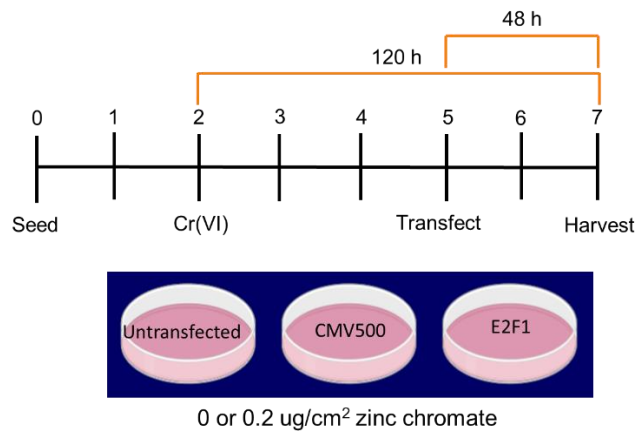 48 h
120 h
0 1 2 3 4 5 6 7
Seed Cr(VI) Transfect Harvest
Untransfected CMV500 E2F1
0 or 0.2 ug/cm² zinc chromate